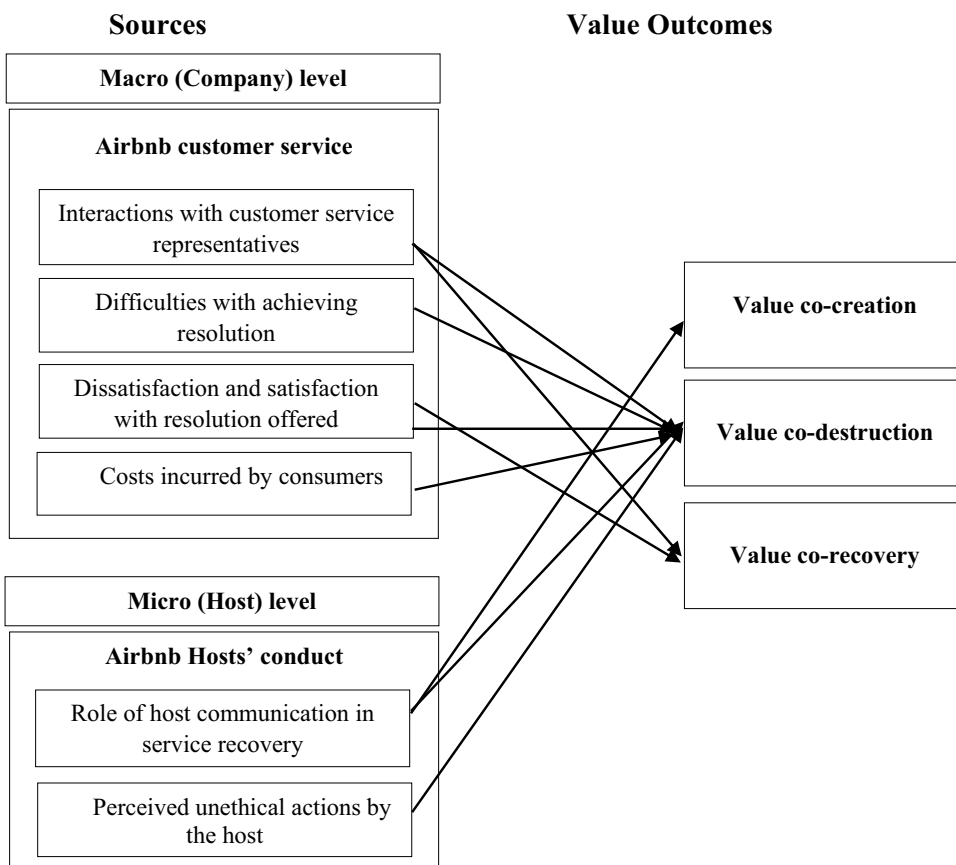 Sources
Value Outcomes
Macro (Company) level
Airbnb customer service
Interactions with customer service
representatives
Difficulties with achieving
resolution
Dissatisfaction and satisfaction
with resolution offered
Costs incurred by consumers
Micro (Host) level
Airbnb Hosts’ conduct
Role of host communication in
service recovery
Perceived unethical actions by
the host
Value co-creation
Value co-destruction
Value co-recovery